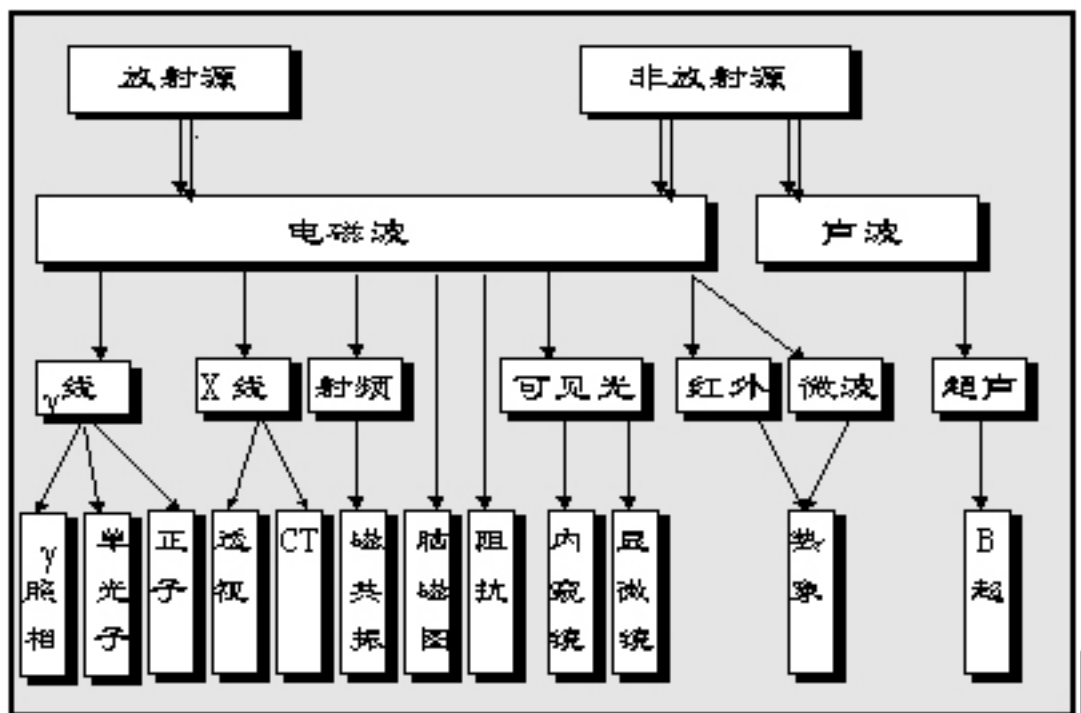 放射源
非放射源
电磁波
声波
γ线
X线
射频
可见光
红外
微波
超声
γ照相
单光子
正子
透视
CT
磁共振
脑磁图
阻抗
内窥镜
显微镜
热象
B超